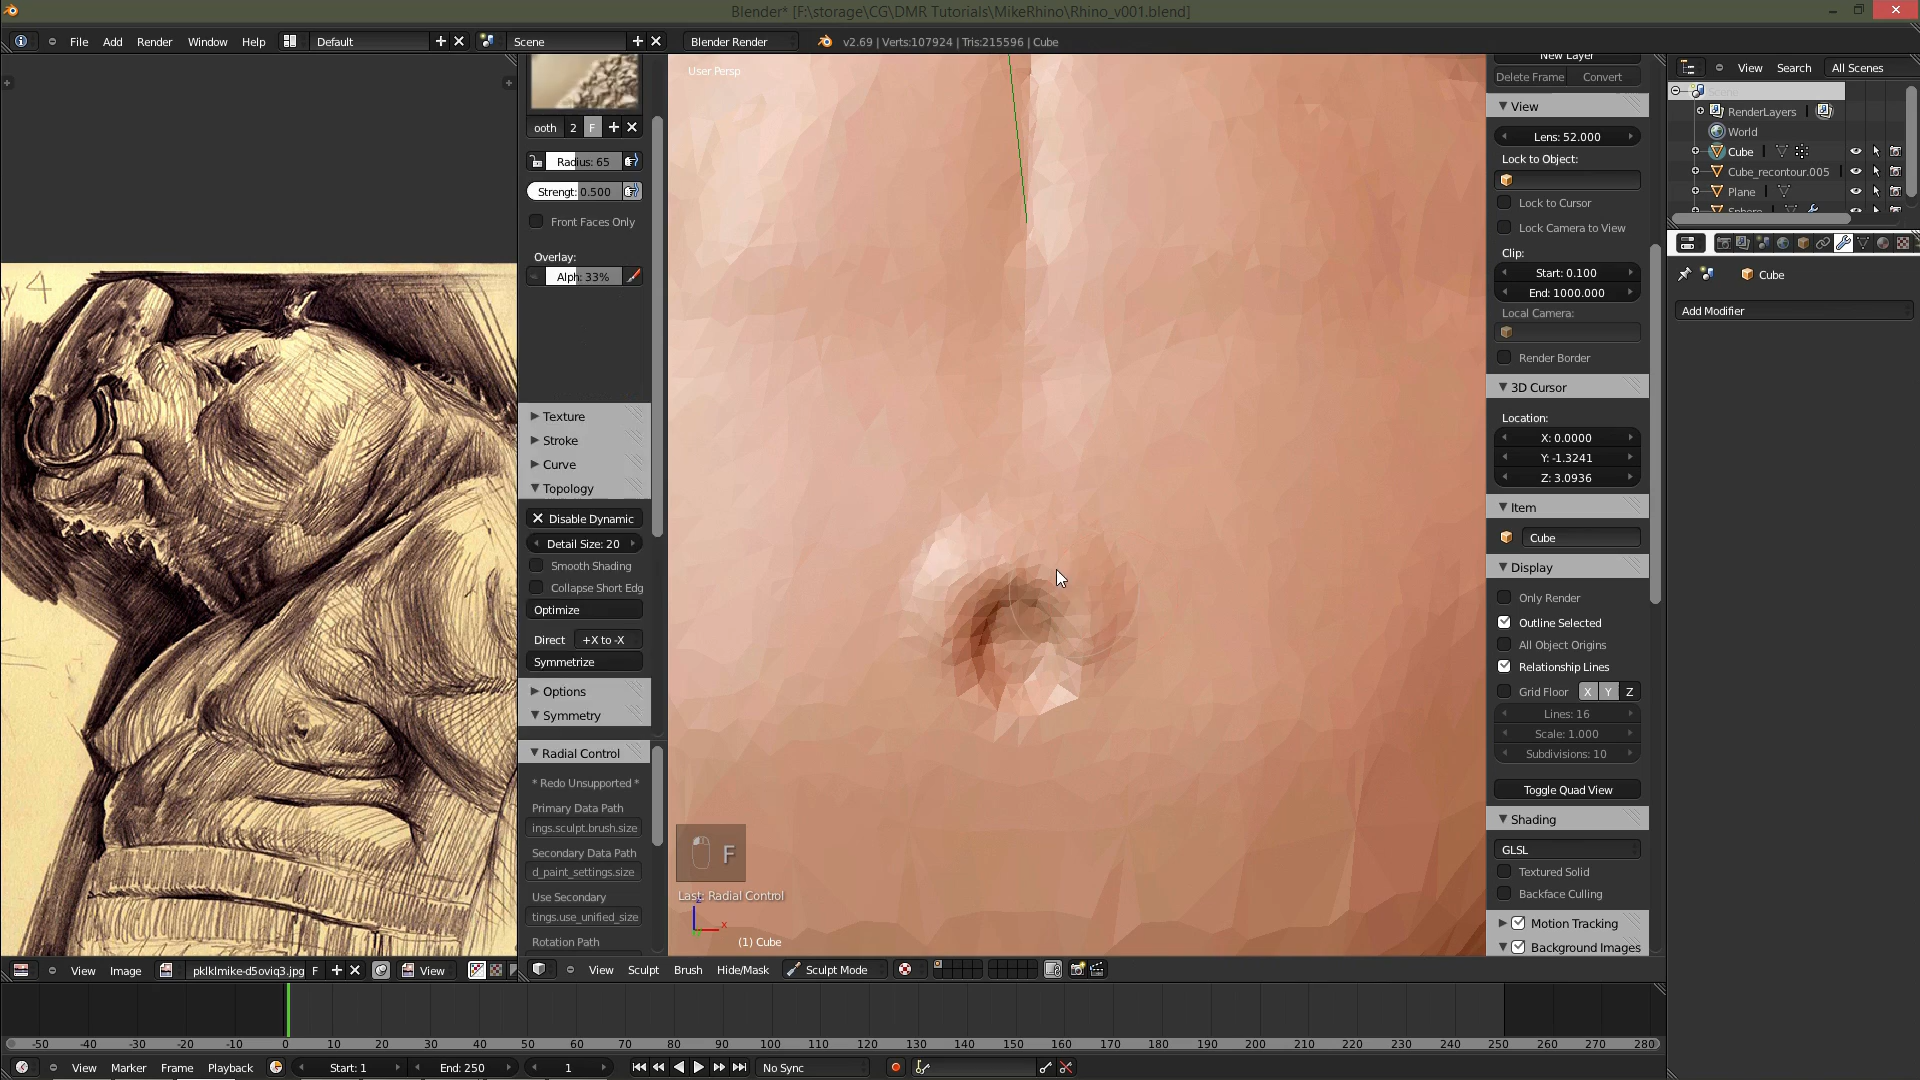 Blender* [F:\storage\CG\DMR Tutorials\MikeRhino\Rhino_v001.blend]
File Add Render Window Help Default Scene Blender Render v2.69 | Verts:107924 | Tris:215596 | Cube
User Persp
ooth 2 F
Radius: 65
Strengt: 0.500
Front Faces Only
Overlay:
Alph: 33%
Texture
Stroke
Curve
Topology
Disable Dynamic
Detail Size: 20
Smooth Shading
Collapse Short Edg
Optimize
Direct +X to -X
Symmetrize
Options
Symmetry
Radial Control
* Redo Unsupported *
Primary Data Path
ings.sculpt.brush.size
Secondary Data Path
d_paint_settings.size
Use Secondary
tings.use_unified_size
Rotation Path
F
Last: Radial Control
x
(1) Cube
New Layer
Delete Frame Convert
View
Lens: 52.000
Lock to Object:
Lock to Cursor
Lock Camera to View
Clip:
Start: 0.100
End: 1000.000
Local Camera:
Render Border
3D Cursor
Location:
X: 0.0000
Y: -1.3241
Z: 3.0936
Item
Cube
Display
Only Render
Outline Selected
All Object Origins
Relationship Lines
Grid Floor X Y Z
Lines: 16
Scale: 1.000
Subdivisions: 10
Toggle Quad View
Shading
GLSL
Textured Solid
Backface Culling
Motion Tracking
Background Images
View Search All Scenes
Scene
RenderLayers
World
Cube
Cube_recontour.005
Plane
Sphere
Cube
Add Modifier
4
View Image pklklmike-d5oviq3.jpg F View
View Sculpt Brush Hide/Mask Sculpt Mode
-50 -40 -30 -20 -10 0 10 20 30 40 50 60 70 80 90 100 110 120 130 140 150 160 170 180 190 200 210 220 230 240 250 260 270 280
View Marker Frame Playback Start: 1 End: 250 1 No Sync